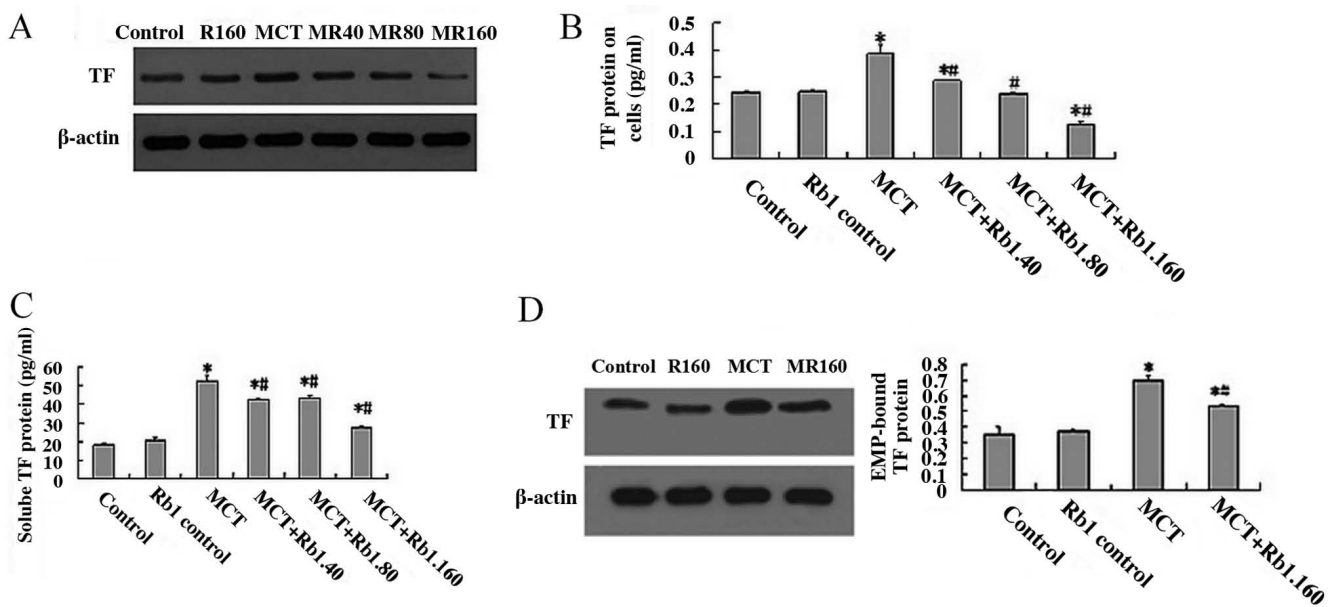 A
Control R160 MCT MR40 MR80 MR160
TF
β-actin
B
TF protein on
cells (pg/ml)
0.5
0.4
0.3
0.2
0.1
0
*
*#
#
*#
Control
Rb1 control
MCT
MCT+Rb1.40
MCT+Rb1.80
MCT+Rb1.160
C
Solube TF protein (pg/ml)
60
50
40
30
20
10
0
*
*#
*#
*#
Control
Rb1 control
MCT
MCT+Rb1.40
MCT+Rb1.80
MCT+Rb1.160
D
Control R160 MCT MR160
TF
β-actin
EMP-bound
TF protein
0.8
0.7
0.6
0.5
0.4
0.3
0.2
0.1
0
*
*#
Control
Rb1 control
MCT
MCT+Rb1.160